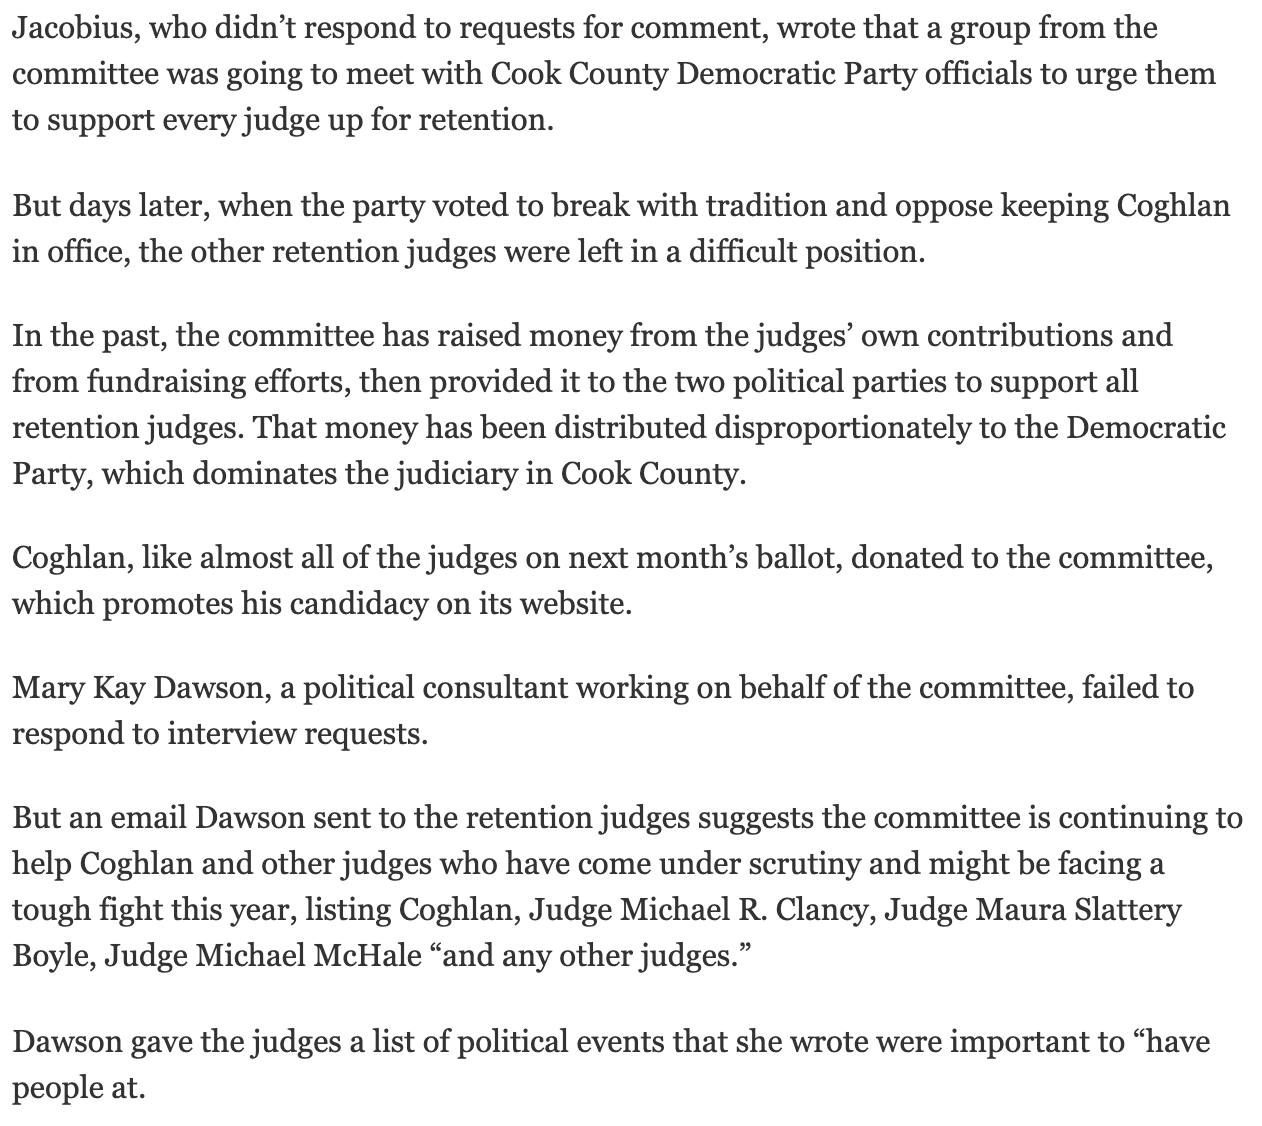 Jacobius, who didn’t respond to requests for comment, wrote that a group from the
committee was going to meet with Cook County Democratic Party officials to urge them
to support every judge up for retention.
But days later, when the party voted to break with tradition and oppose keeping Coghlan
in office, the other retention judges were left in a difficult position.
In the past, the committee has raised money from the judges’ own contributions and
from fundraising efforts, then provided it to the two political parties to support all
retention judges. That money has been distributed disproportionately to the Democratic
Party, which dominates the judiciary in Cook County.
Coghlan, like almost all of the judges on next month’s ballot, donated to the committee,
which promotes his candidacy on its website.
Mary Kay Dawson, a political consultant working on behalf of the committee, failed to
respond to interview requests.
But an email Dawson sent to the retention judges suggests the committee is continuing to
help Coghlan and other judges who have come under scrutiny and might be facing a
tough fight this year, listing Coghlan, Judge Michael R. Clancy, Judge Maura Slattery
Boyle, Judge Michael McHale “and any other judges.”
Dawson gave the judges a list of political events that she wrote were important to “have
people at.